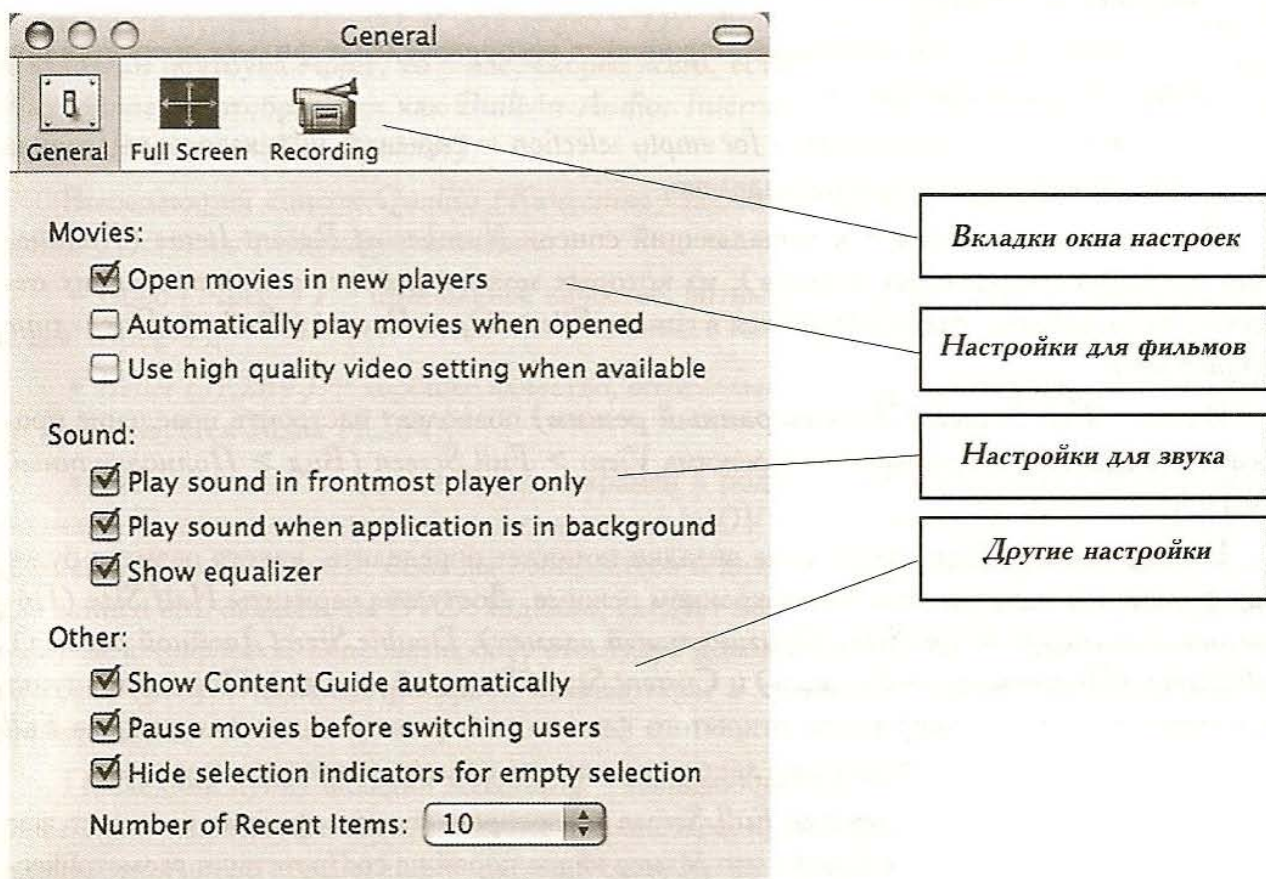 General
General Full Screen Recording
Movies:
Open movies in new players
Automatically play movies when opened
Use high quality video setting when available
Sound:
Play sound in frontmost player only
Play sound when application is in background
Show equalizer
Other:
Show Content Guide automatically
Pause movies before switching users
Hide selection indicators for empty selection
Number of Recent Items: 10
Вкладки окна настроек
Настройки для фильмов
Настройки для звука
Другие настройки